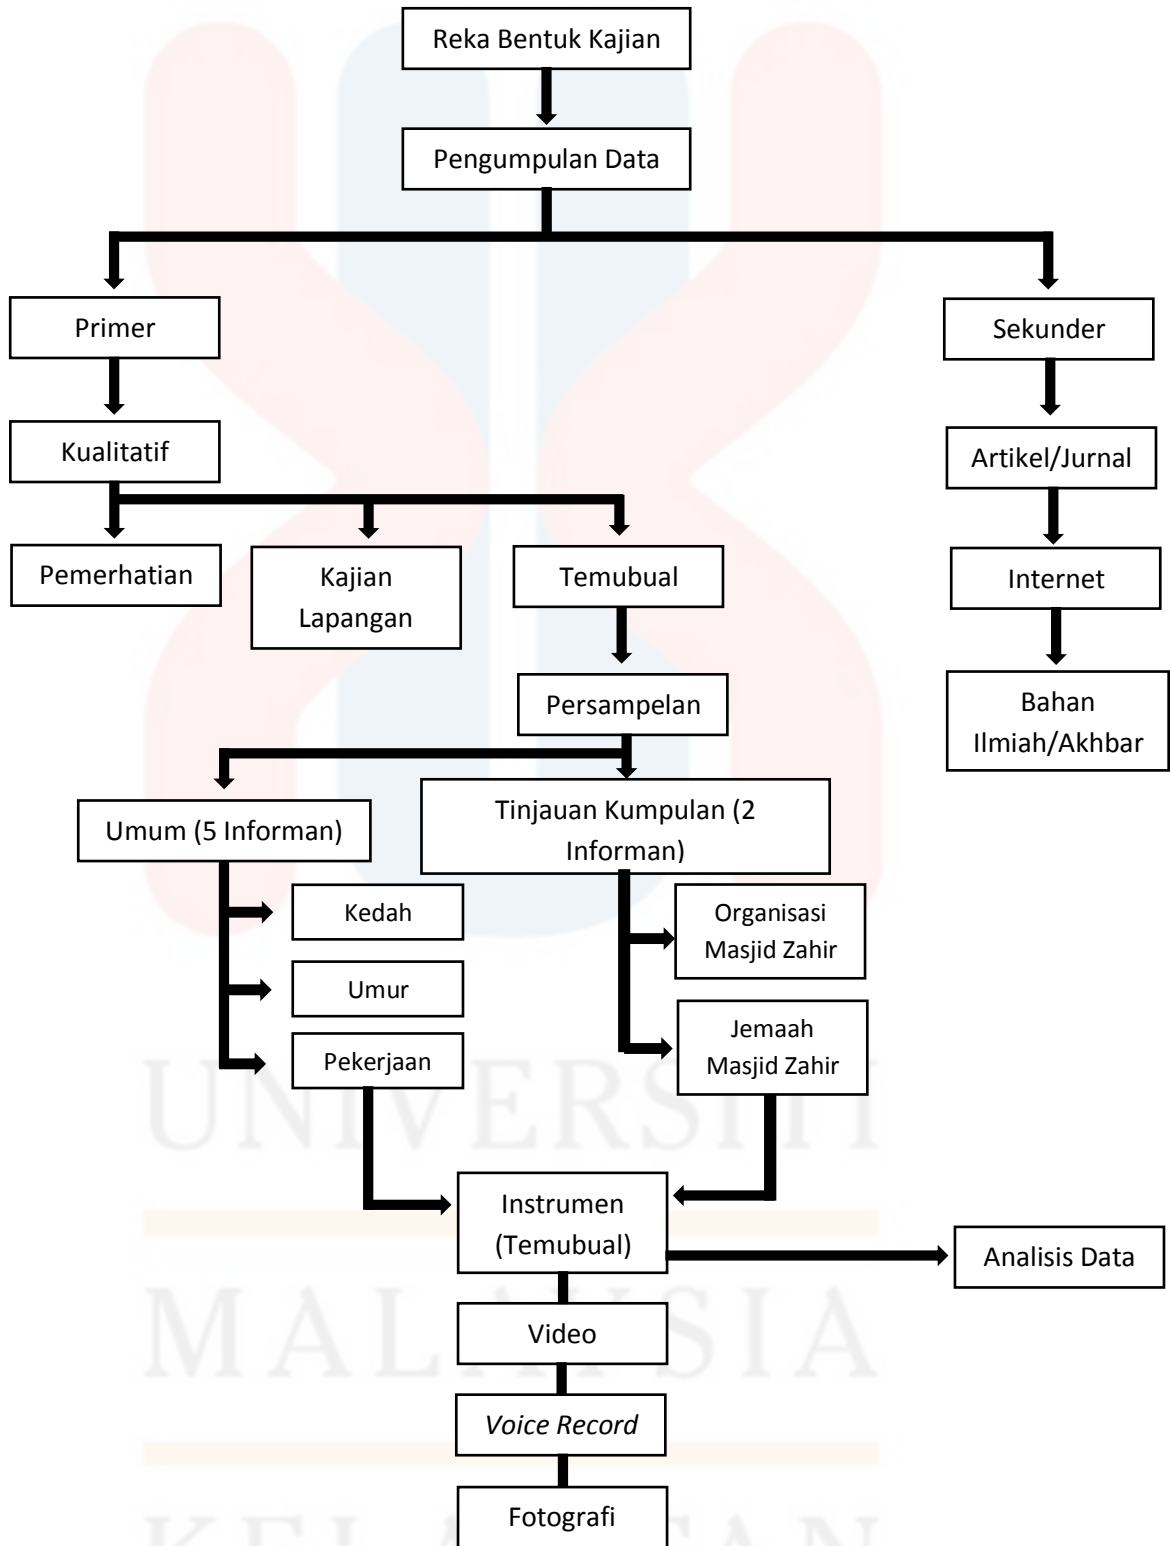 Reka Bentuk Kajian
Pengumpulan Data
Primer
Sekunder
Kualitatif
Artikel/Jurnal
Pemerhatian
Kajian
Lapangan
Temubual
Internet
Persampelan
Bahan
Ilmiah/Akhbar
Umum (5 Informan)
Tinjauan Kumpulan (2
Informan)
Kedah
Organisasi
Masjid Zahir
Umur
Pekerjaan
Jemaah
Masjid Zahir
Instrumen
(Temubual)
Analisis Data
Video
Voice Record
Fotografi
UNIVERSITI
MALAYSIA
KELANTAN